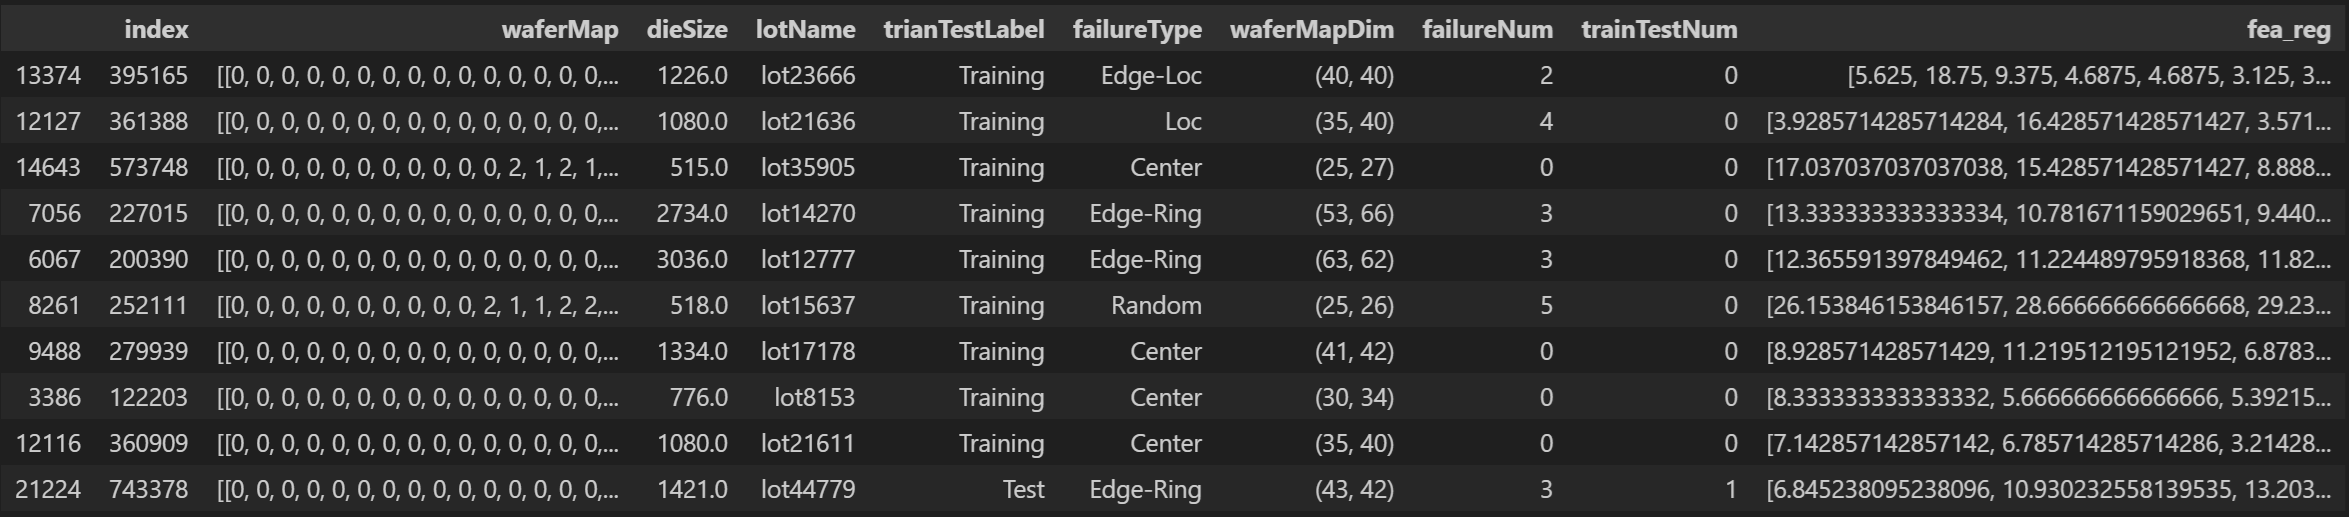 index waferMap dieSize lotName trianTestLabel failureType waferMapDim failureNum trainTestNum fea_reg
13374 395165 [[0, 0, 0, 0, 0, 0, 0, 0, 0, 0, 0, 0, 0, 0, 0,... 1226.0 lot23666 Training Edge-Loc (40, 40) 2 0 [5.625, 18.75, 9.375, 4.6875, 4.6875, 3.125, 3...
12127 361388 [[0, 0, 0, 0, 0, 0, 0, 0, 0, 0, 0, 0, 0, 0, 0,... 1080.0 lot21636 Training Loc (35, 40) 4 0 [3.9285714285714284, 16.428571428571427, 3.571...
14643 573748 [[0, 0, 0, 0, 0, 0, 0, 0, 0, 0, 0, 2, 1, 2, 1,... 515.0 lot35905 Training Center (25, 27) 0 0 [17.037037037037038, 15.428571428571427, 8.888...
7056 227015 [[0, 0, 0, 0, 0, 0, 0, 0, 0, 0, 0, 0, 0, 0, 0,... 2734.0 lot14270 Training Edge-Ring (53, 66) 3 0 [13.333333333333334, 10.781671159029651, 9.440...
6067 200390 [[0, 0, 0, 0, 0, 0, 0, 0, 0, 0, 0, 0, 0, 0, 0,... 3036.0 lot12777 Training Edge-Ring (63, 62) 3 0 [12.365591397849462, 11.224489795918368, 11.82...
8261 252111 [[0, 0, 0, 0, 0, 0, 0, 0, 0, 0, 2, 1, 1, 2, 2,... 518.0 lot15637 Training Random (25, 26) 5 0 [26.153846153846157, 28.666666666666668, 29.23...
9488 279939 [[0, 0, 0, 0, 0, 0, 0, 0, 0, 0, 0, 0, 0, 0, 0,... 1334.0 lot17178 Training Center (41, 42) 0 0 [8.928571428571429, 11.219512195121952, 6.8783...
3386 122203 [[0, 0, 0, 0, 0, 0, 0, 0, 0, 0, 0, 0, 0, 0, 0,... 776.0 lot8153 Training Center (30, 34) 0 0 [8.333333333333332, 5.666666666666666, 5.39215...
12116 360909 [[0, 0, 0, 0, 0, 0, 0, 0, 0, 0, 0, 0, 0, 0, 0,... 1080.0 lot21611 Training Center (35, 40) 0 0 [7.142857142857142, 6.785714285714286, 3.21428...
21224 743378 [[0, 0, 0, 0, 0, 0, 0, 0, 0, 0, 0, 0, 0, 0, 0,... 1421.0 lot44779 Test Edge-Ring (43, 42) 3 1 [6.845238095238096, 10.930232558139535, 13.203...